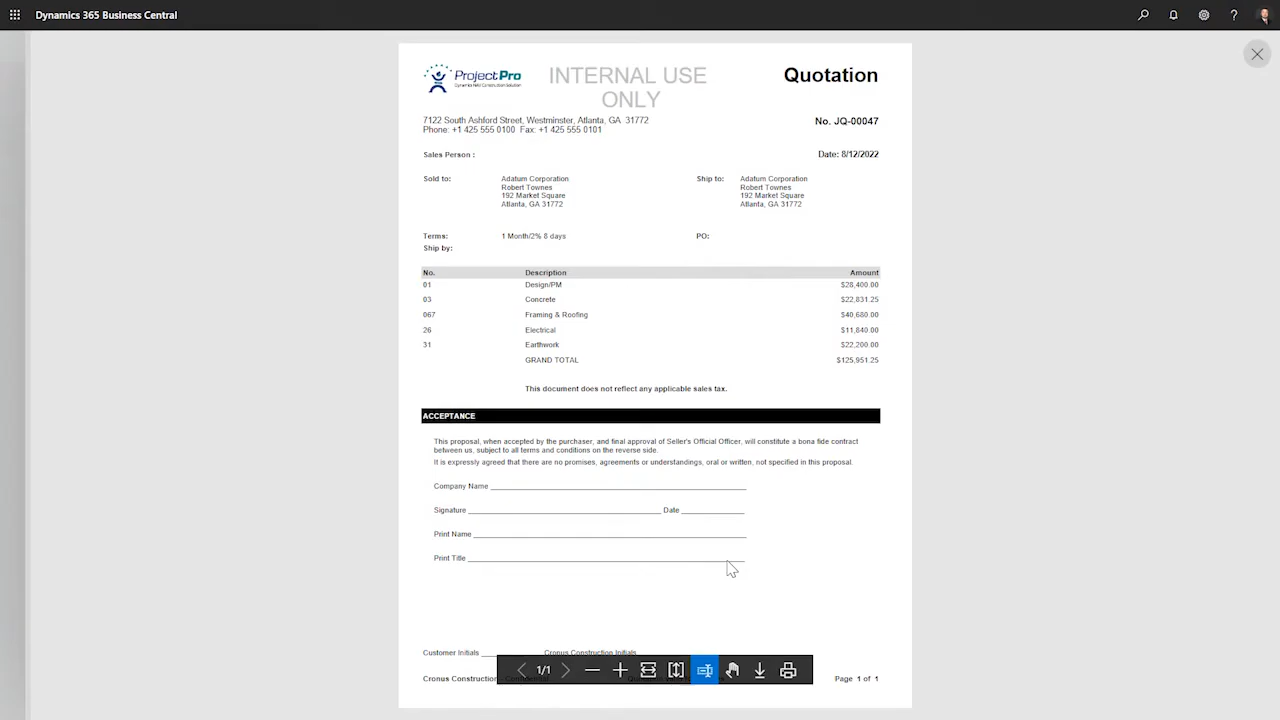 Dynamics 365 Business Central
ProjectPro
INTERNAL USE
ONLY
Quotation
7122 South Ashford Street, Westminster, Atlanta, GA 31772
Phone: +1 425 555 0100 Fax: +1 425 555 0101
No. JQ-00047
Sales Person :
Date: 8/12/2022
Sold to: Adatum Corporation Ship to: Adatum Corporation
Robert Townes Robert Townes
192 Market Square 192 Market Square
Atlanta, GA 31772 Atlanta, GA 31772
Terms: 1 Month/2% 8 days PO:
Ship by:
No. Description Amount
01 Design/PM $28,400.00
03 Concrete $22,831.25
067 Framing & Roofing $40,680.00
26 Electrical $11,840.00
31 Earthwork $22,200.00
GRAND TOTAL $125,951.25
This document does not reflect any applicable sales tax.
ACCEPTANCE
This proposal, when accepted by the purchaser, and final approval of Seller's Official Officer, will constitute a bona fide contract
between us, subject to all terms and conditions on the reverse side.
It is expressly agreed that there are no promises, agreements or understandings, oral or written, not specified in this proposal.
Company Name
Signature Date
Print Name
Print Title
Customer Initials Cronus Construction Initials
1/1
Cronus Construction Page 1 of 1